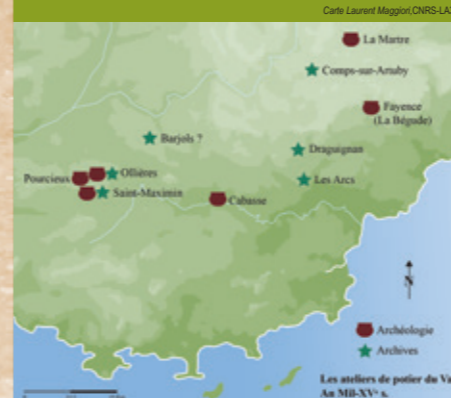 Carte Laurent Maggiori,CNRS-LA
La Martre
Comps-sur-Artuby
Fayence
(La Bégude)
Barjols ?
Draguignan
Ollières
Pourcieux
Les Arcs
Saint-Maximin
Cabasse
N
Archéologie
Archives
Les ateliers de potier du Va
Au Mil-XVᵉ s.